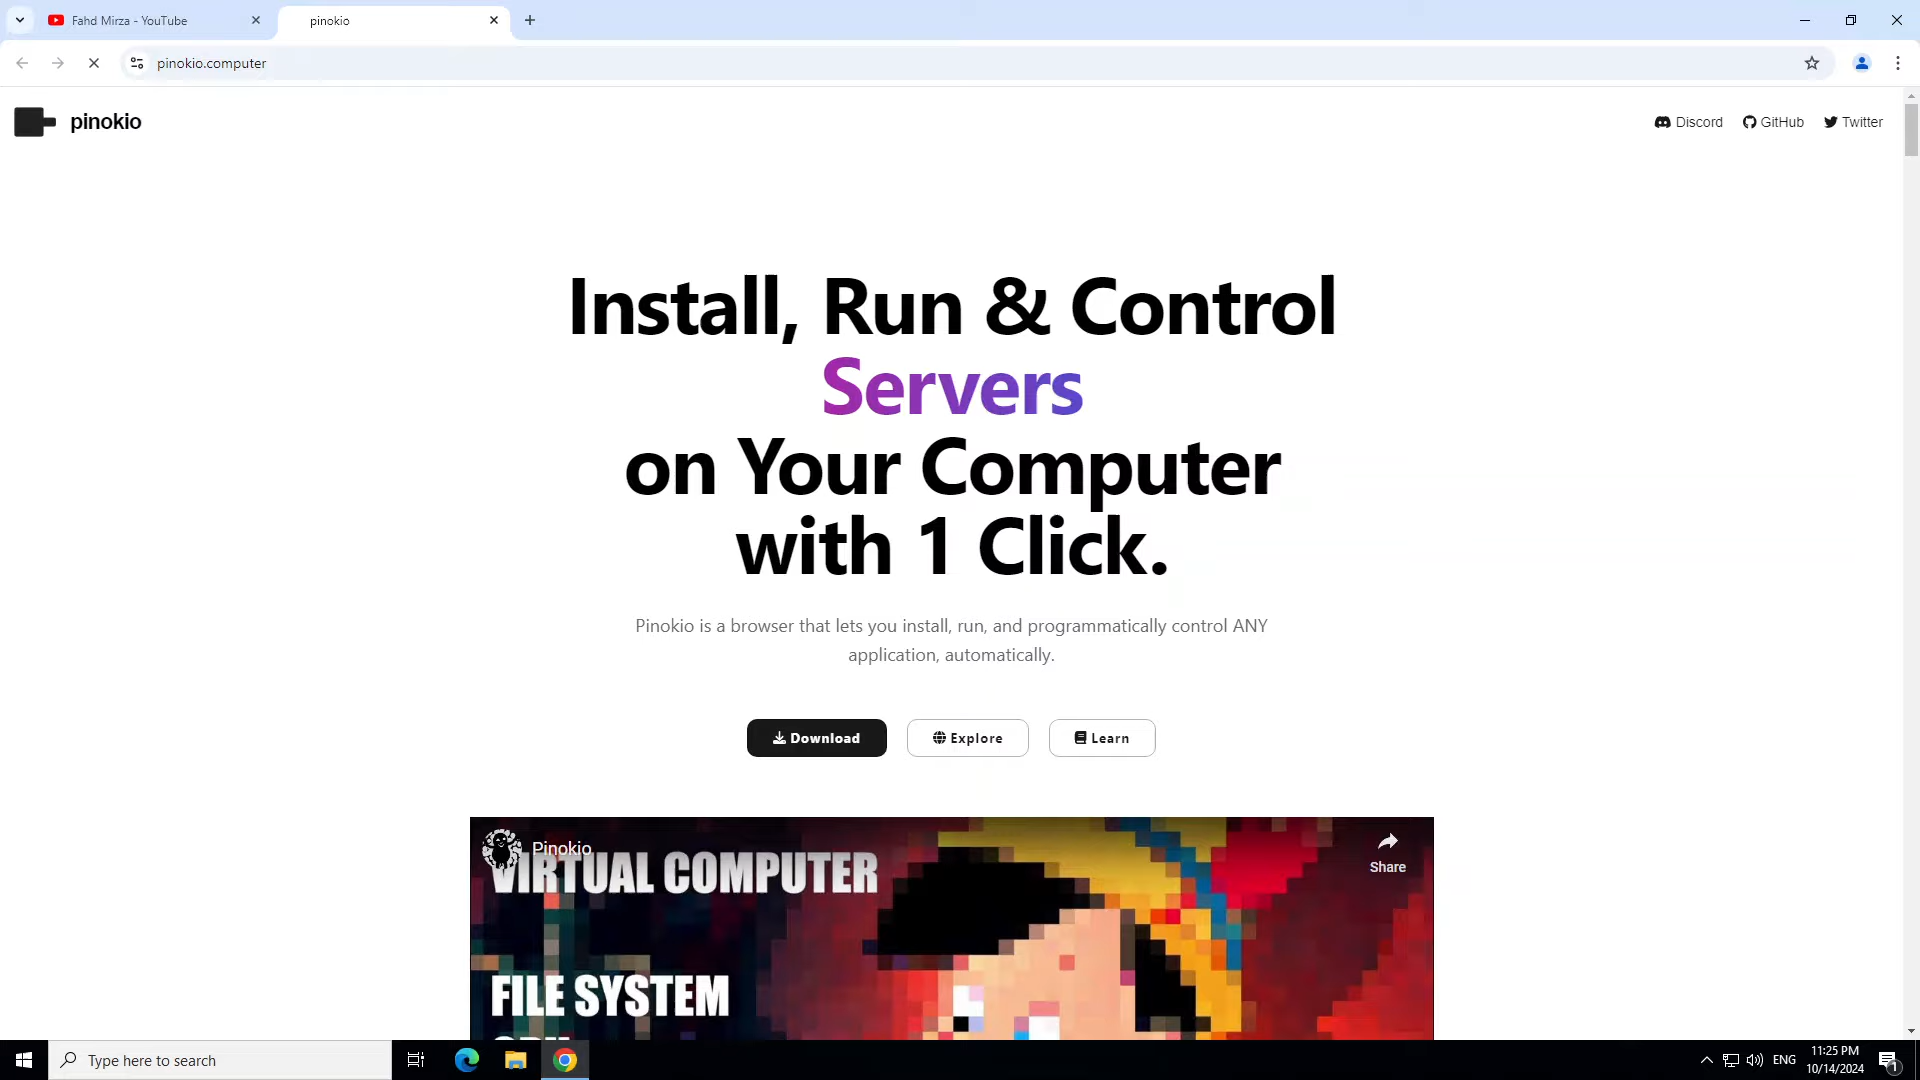 Fahd Mirza - YouTube
pinokio
pinokio.computer
pinokio
Discord
GitHub
Twitter
Install, Run & Control
Servers
on Your Computer
with 1 Click.
Pinokio is a browser that lets you install, run, and programmatically control ANY
application, automatically.
Download
Explore
Learn
Pinokio
Share
VIRTUAL COMPUTER
FILE SYSTEM
Type here to search
ENG
11:25 PM
10/14/2024
1